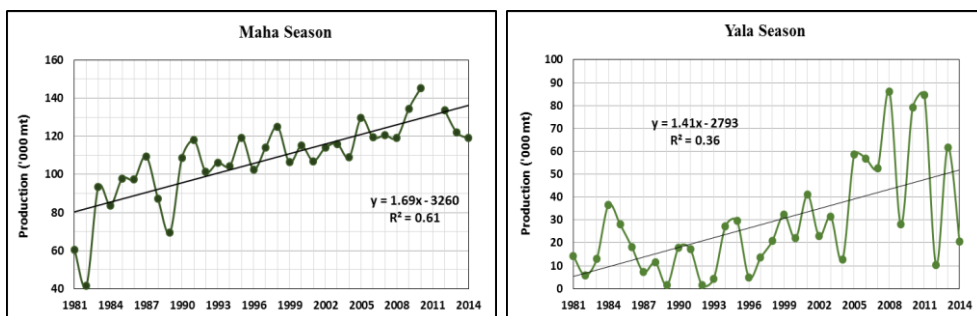 Maha Season
Production ('000 mt)
160
140
120
100
80
60
40
y = 1.69x - 3260
R² = 0.61
1981 1984 1987 1990 1993 1996 1999 2002 2005 2008 2011 2014
Yala Season
Production ('000 mt)
100
90
80
70
60
50
40
30
20
10
0
y = 1.41x - 2793
R² = 0.36
1981 1984 1987 1990 1993 1996 1999 2002 2005 2008 2011 2014